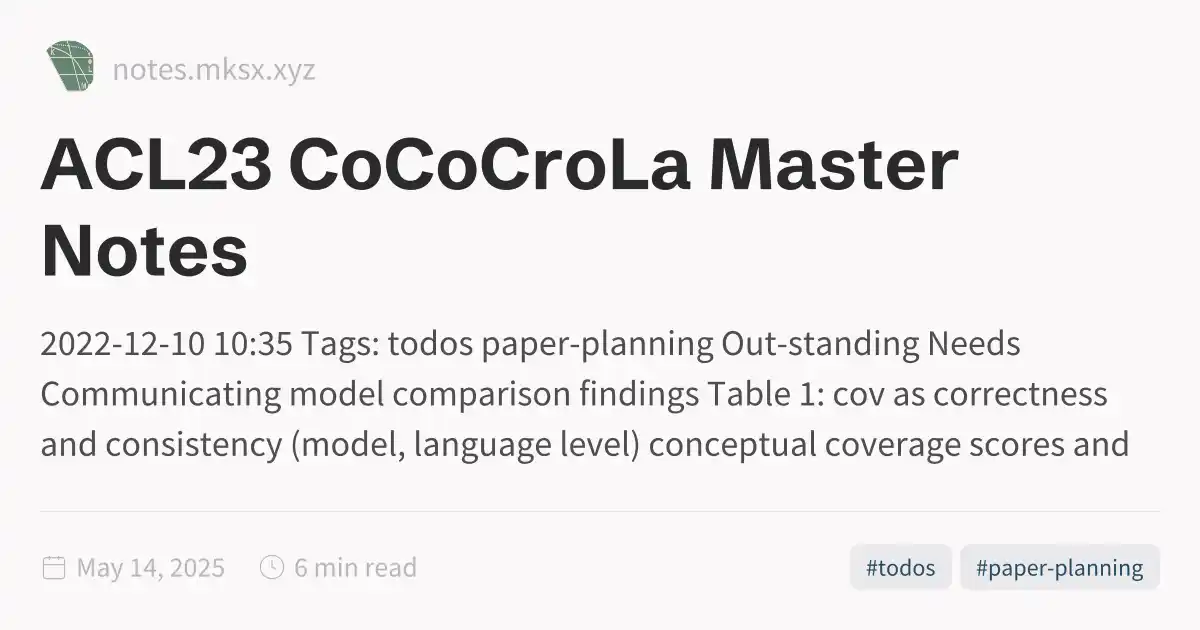 notes.mksx.xyz
ACL23 CoCoCroLa Master
Notes
2022-12-10 10:35 Tags: todos paper-planning Out-standing Needs
Communicating model comparison findings Table 1: cov as correctness
and consistency (model, language level) conceptual coverage scores and
May 14, 2025 6 min read #todos #paper-planning